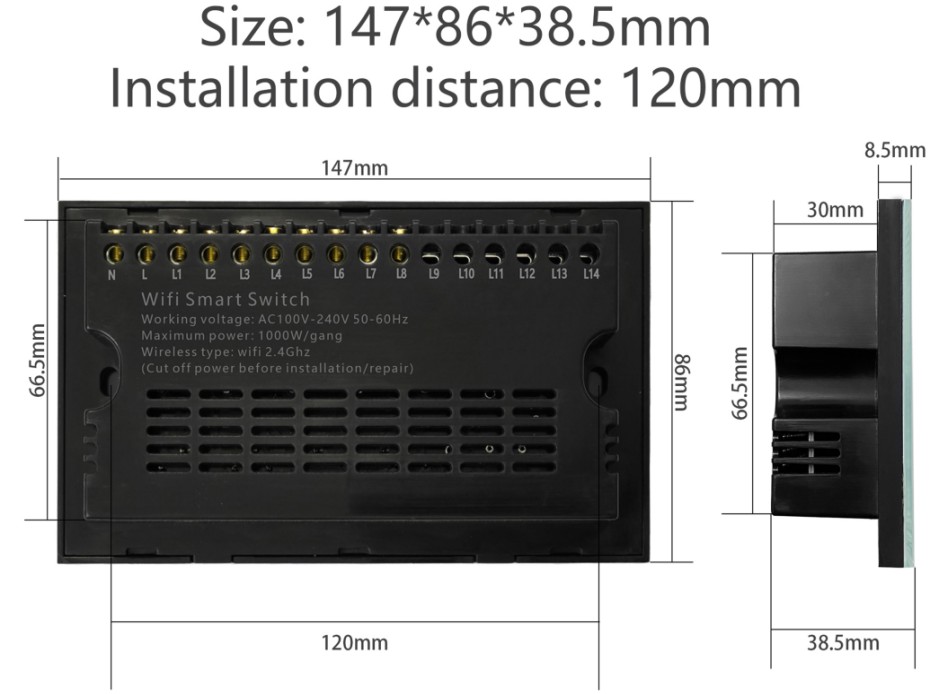 Size: 147*86*38.5mm
Installation distance: 120mm
8.5mm
147mm
30mm
N L L1 L2 L3 L4 L5 L6 L7 L8 L9 L10 L11 L12 L13 L14
Wifi Smart Switch
Working voltage: AC100V-240V 50-60Hz
Maximum power: 1000W/gang
Wireless type: wifi 2.4Ghz
(Cut off power before installation/repair)
66.5mm
86mm
66.5mm
120mm
38.5mm